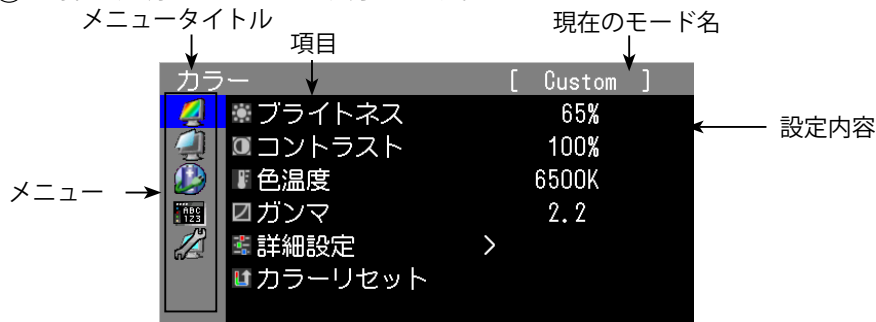 メニュータイトル
現在のモード名
項目
カラー [ Custom ]
ブライトネス 65%
設定内容
コントラスト 100%
メニュー
色温度 6500K
ABC
123
ガンマ 2.2
詳細設定 >
カラーリセット